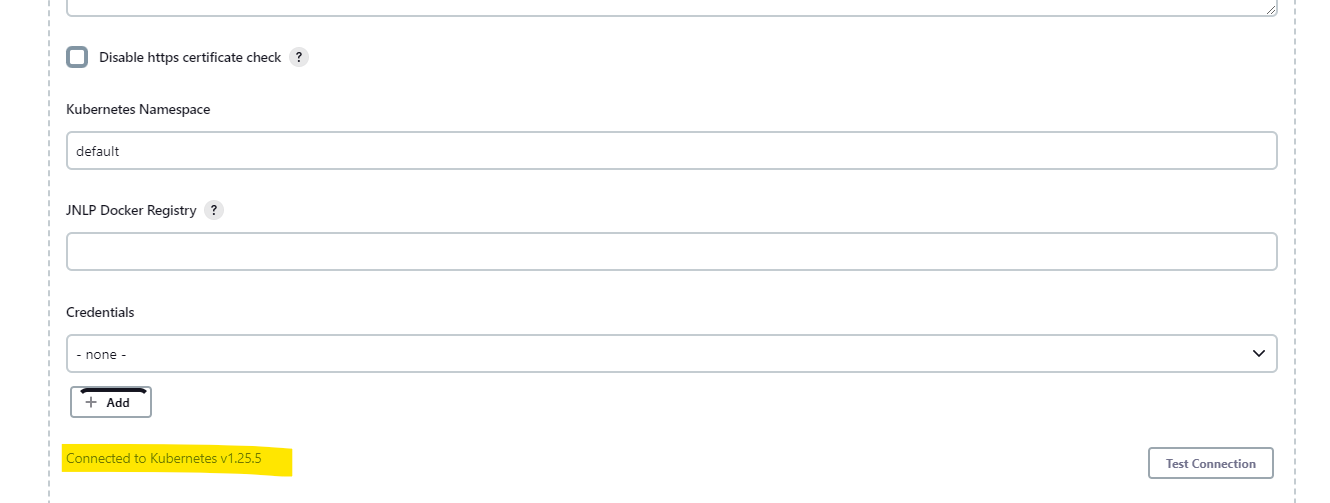 Disable https certificate check ?
Kubernetes Namespace
default
JNLP Docker Registry ?
Credentials
- none -
+ Add
Connected to Kubernetes v1.25.5
Test Connection